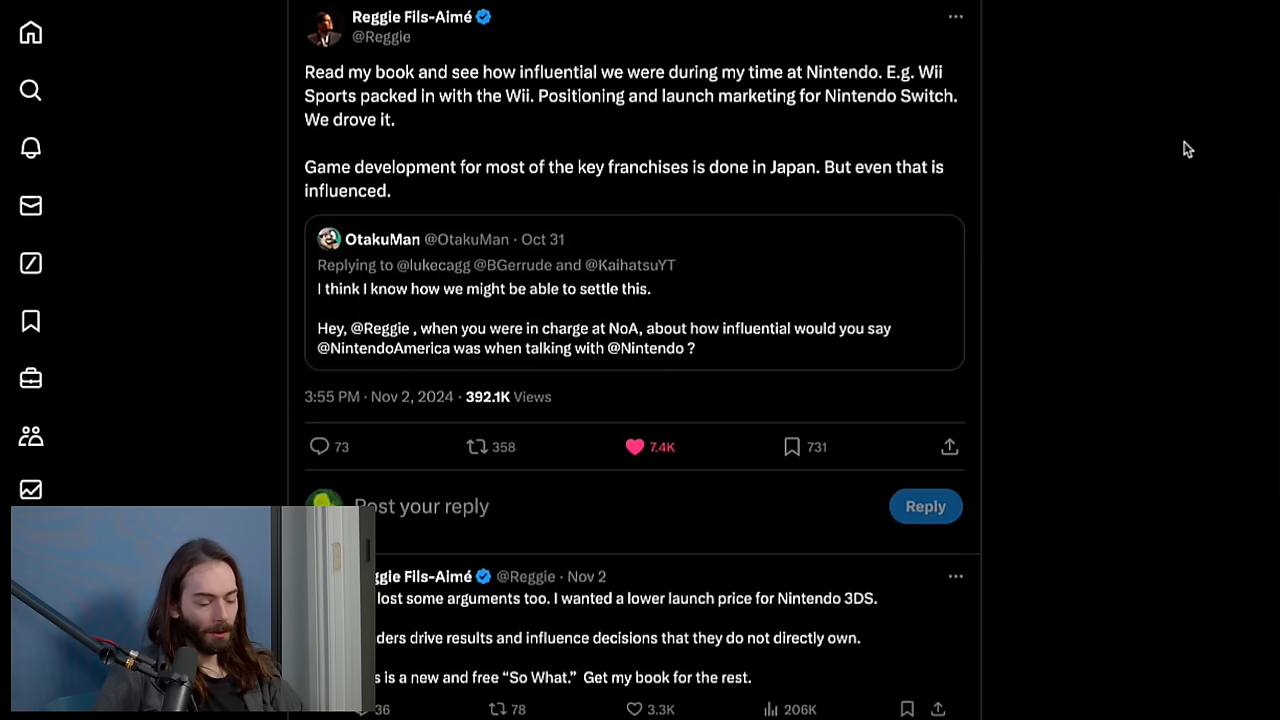 Reggie Fils-Aimé
@Reggie
Read my book and see how influential we were during my time at Nintendo. E.g. Wii
Sports packed in with the Wii. Positioning and launch marketing for Nintendo Switch.
We drove it.
Game development for most of the key franchises is done in Japan. But even that is
influenced.
OtakuMan @OtakuMan · Oct 31
Replying to @lukecagg @BGerrude and @KaihatsuYT
I think I know how we might be able to settle this.
Hey, @Reggie , when you were in charge at NoA, about how influential would you say
@NintendoAmerica was when talking with @Nintendo ?
3:55 PM · Nov 2, 2024 · 392.1K Views
73 358 7.4K 731
Post your reply
Reply
Fils-Aimé @Reggie · Nov 2
lost some arguments too. I wanted a lower launch price for Nintendo 3DS.
drive results and influence decisions that they do not directly own.
is a new and free “So What.” Get my book for the rest.
36 78 3.3K 206K